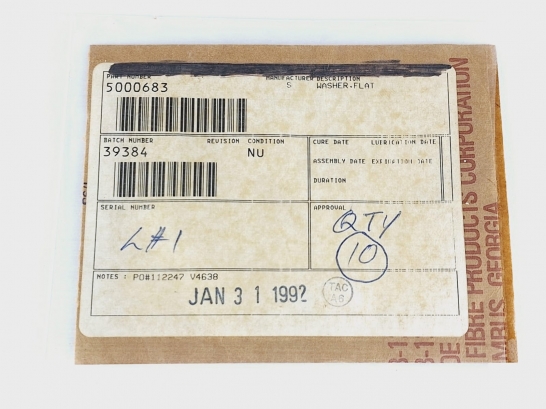 PART NUMBER MANUFACTURER DESCRIPTION
5000683 S WASHER.FLAT
BATCH NUMBER REVISION CONDITION
39384 NU
CURE DATE LUBRICATION DATE
ASSEMBLY DATE EXPIRATION DATE
DURATION
SERIAL NUMBER
L#1
APPROVAL
QTY
10
NOTES : PO#112247 V4638
JAN 31 1992
TAC
FIBRE PRODUCTS CORPORATION
MBUS, GEORGIA